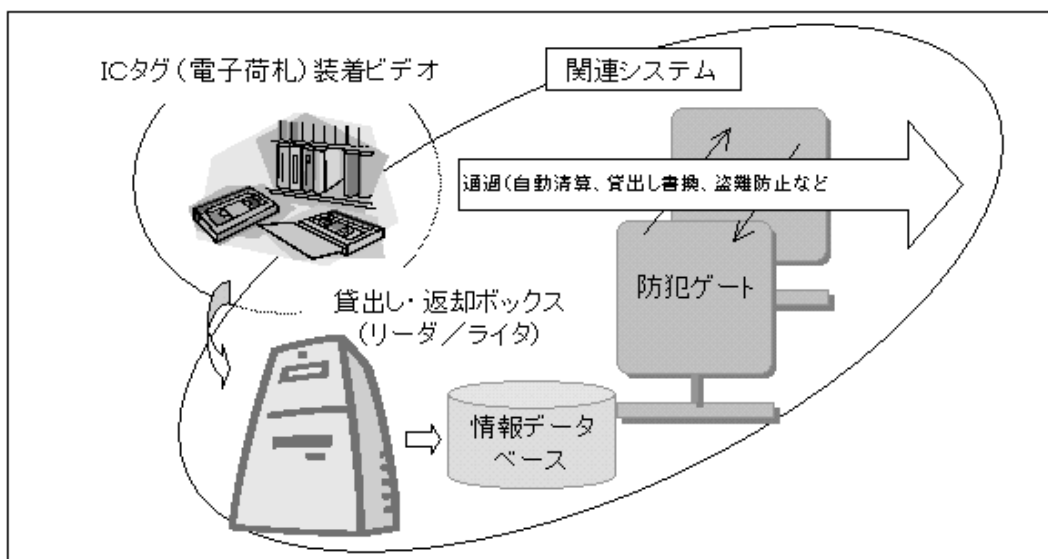 ICタグ(電子荷札)装着ビデオ
関連システム
通過(自動清算、貸出し書換、盗難防止など
防犯ゲート
貸出し・返却ボックス
(リーダ／ライタ)
情報データ
ベース